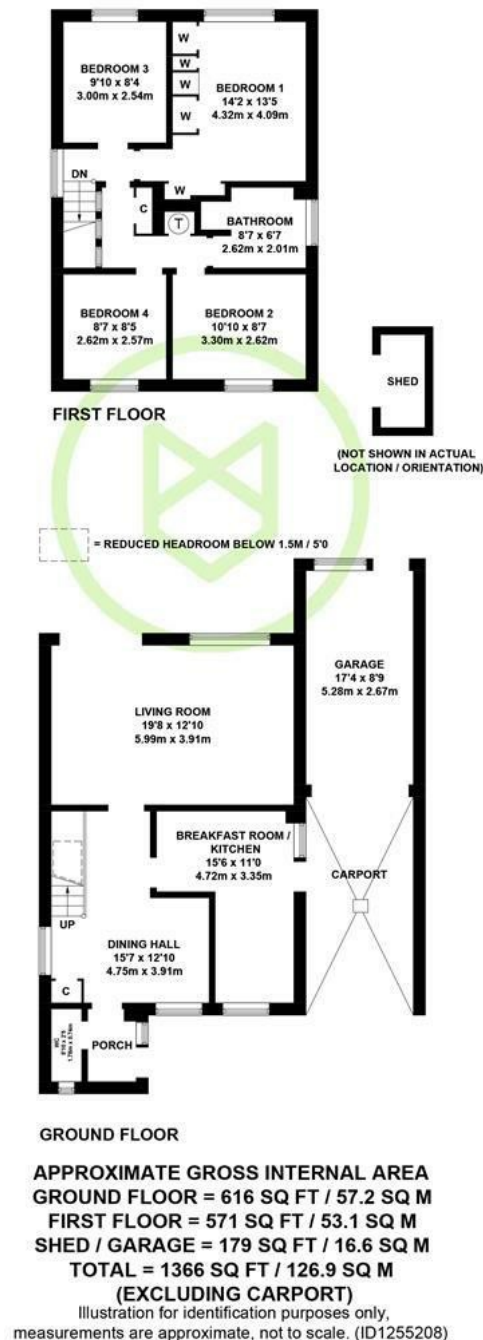 W
W
W
W
BEDROOM 3
9'10 x 8'4
3.00m x 2.54m
BEDROOM 1
14'2 x 13'5
4.32m x 4.09m
DN
W
C
T
BATHROOM
8'7 x 6'7
2.62m x 2.01m
BEDROOM 4
8'7 x 8'5
2.62m x 2.57m
BEDROOM 2
10'10 x 8'7
3.30m x 2.62m
FIRST FLOOR
SHED
(NOT SHOWN IN ACTUAL
LOCATION / ORIENTATION)
= REDUCED HEADROOM BELOW 1.5M / 5'0
GARAGE
17'4 x 8'9
5.28m x 2.67m
LIVING ROOM
19'8 x 12'10
5.99m x 3.91m
BREAKFAST ROOM /
KITCHEN
15'6 x 11'0
4.72m x 3.35m
CARPORT
UP
DINING HALL
15'7 x 12'10
4.75m x 3.91m
C
WC
PORCH
GROUND FLOOR
APPROXIMATE GROSS INTERNAL AREA
GROUND FLOOR = 616 SQ FT / 57.2 SQ M
FIRST FLOOR = 571 SQ FT / 53.1 SQ M
SHED / GARAGE = 179 SQ FT / 16.6 SQ M
TOTAL = 1366 SQ FT / 126.9 SQ M
(EXCLUDING CARPORT)
Illustration for identification purposes only,
measurements are approximate, not to scale. (ID1255208)